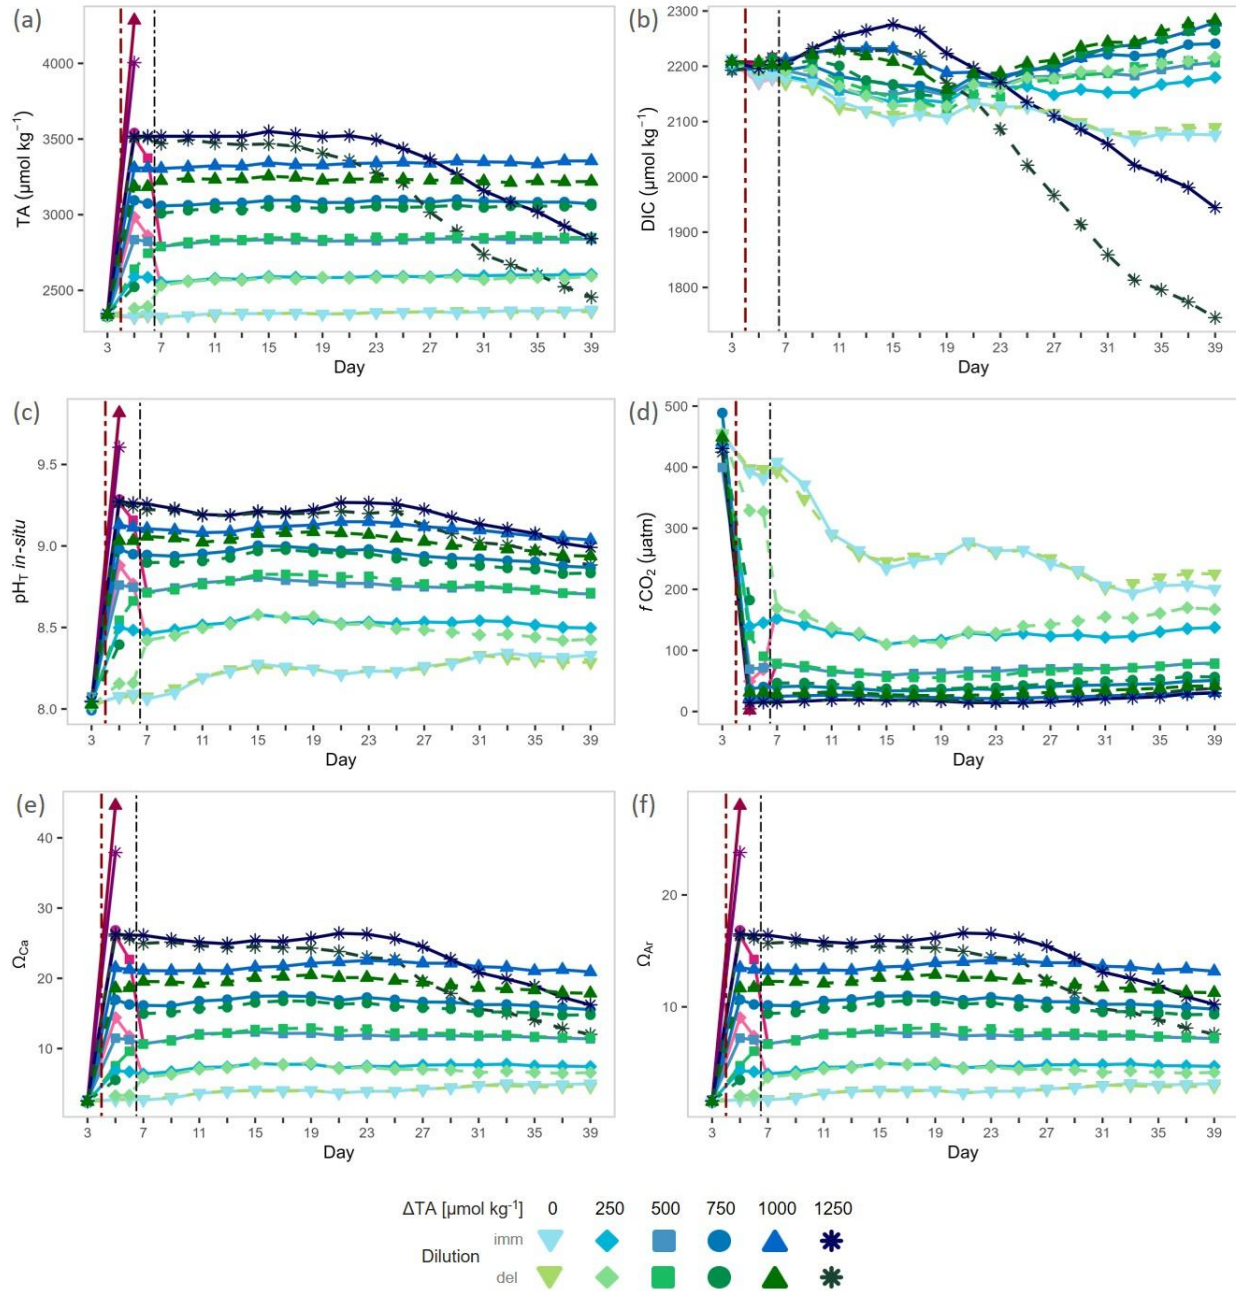 (a)
TA (µmol kg⁻¹)
4000
3500
3000
2500
3 7 11 15 19 23 27 31 35 39
Day
(b)
DIC (µmol kg⁻¹)
2300
2200
2100
2000
1900
1800
3 7 11 15 19 23 27 31 35 39
Day
(c)
pH_T in-situ
9.5
9.0
8.5
8.0
3 7 11 15 19 23 27 31 35 39
Day
(d)
fCO₂ (µatm)
500
400
300
200
100
0
3 7 11 15 19 23 27 31 35 39
Day
(e)
Ω_Ca
40
30
20
10
3 7 11 15 19 23 27 31 35 39
Day
(f)
Ω_Ar
20
10
3 7 11 15 19 23 27 31 35 39
Day
ΔTA [µmol kg⁻¹] 0 250 500 750 1000 1250
Dilution
imm
del